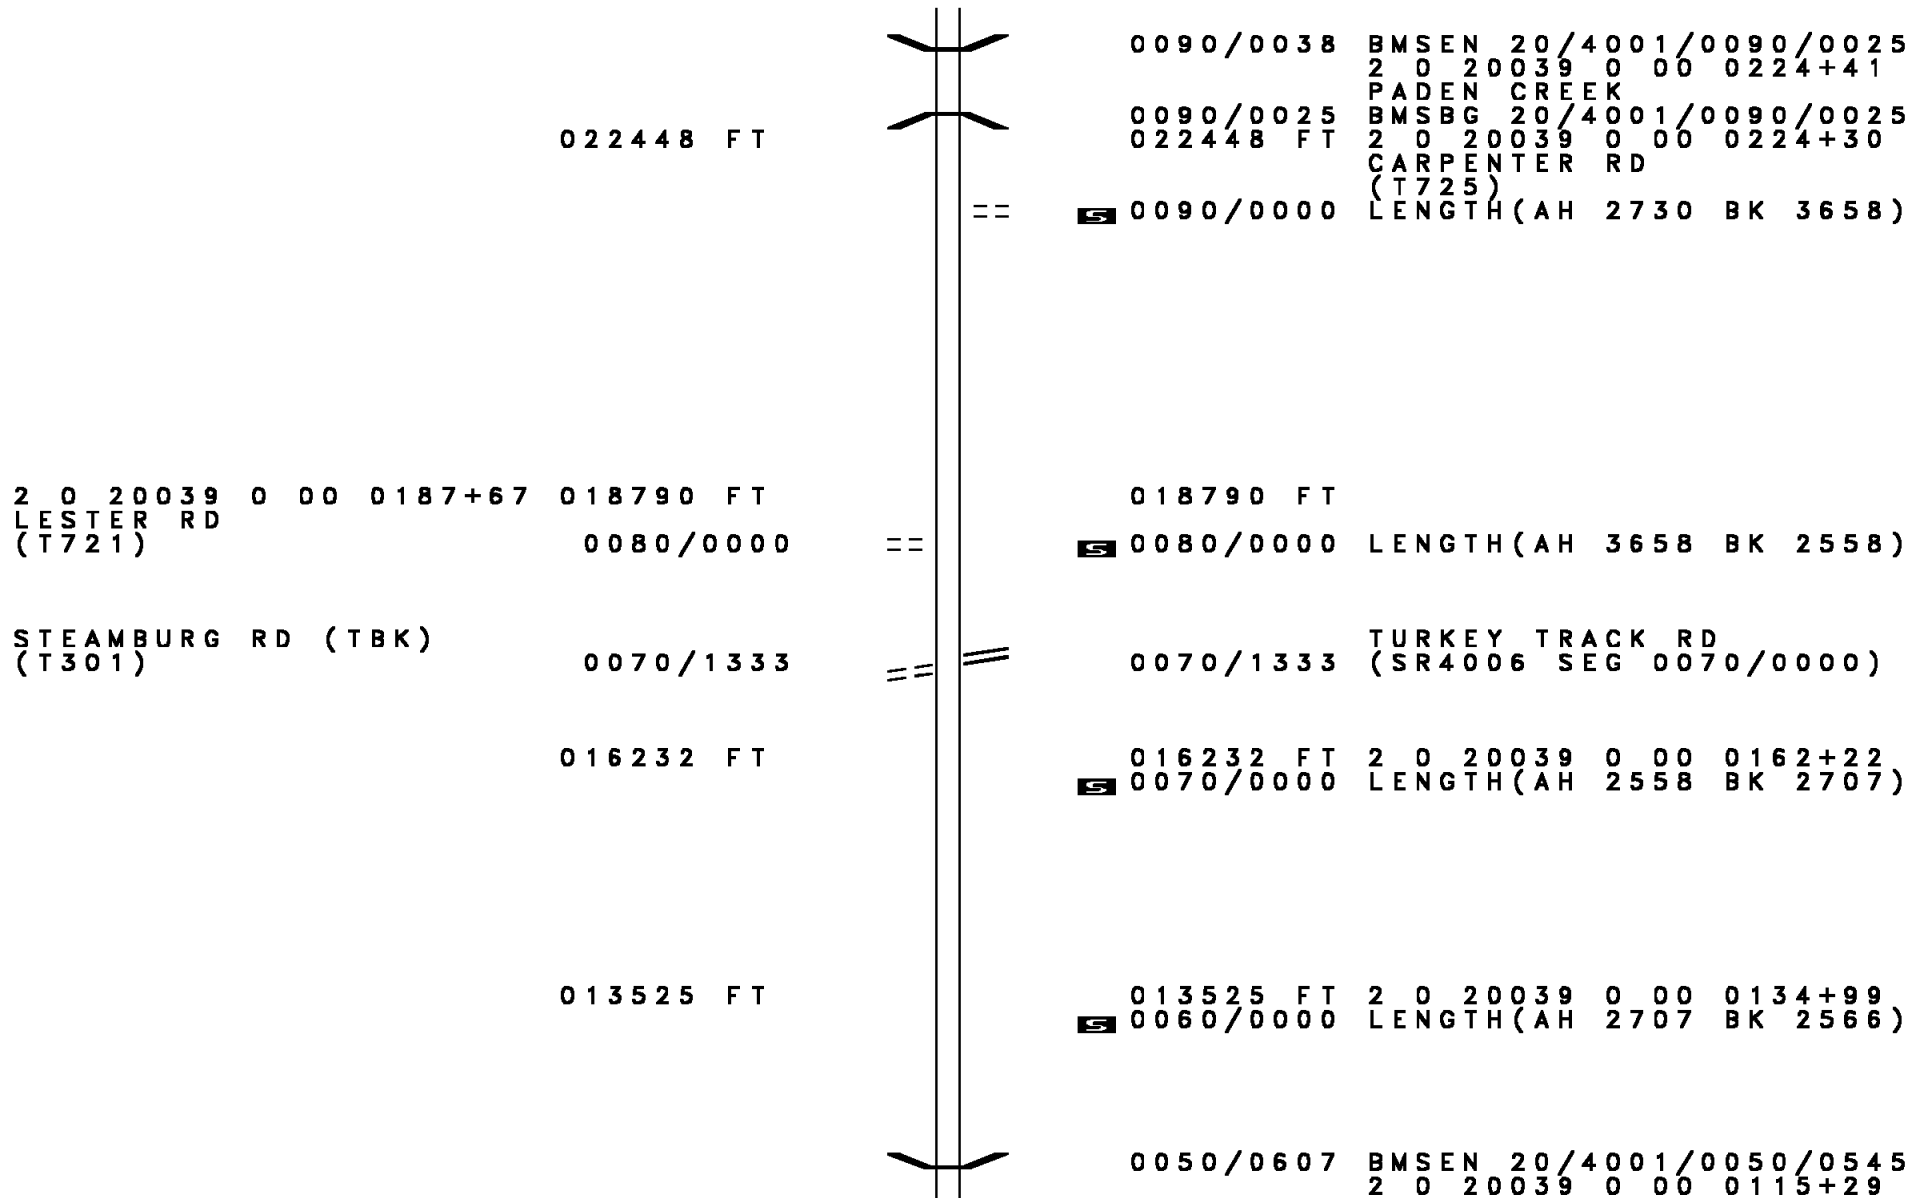 0090/0038 BMSEN 20/4001/0090/0025
2 0 20039 0 00 0224+41
PADEN CREEK
0090/0025 BMSBG 20/4001/0090/0025
022448 FT 022448 FT 2 0 20039 0 00 0224+30
CARPENTER RD
(T725)
S 0090/0000 LENGTH(AH 2730 BK 3658)
2 0 20039 0 00 0187+67 018790 FT 018790 FT
LESTER RD
(T721) 0080/0000 S 0080/0000 LENGTH(AH 3658 BK 2558)
STEAMBURG RD (TBK) TURKEY TRACK RD
(T301) 0070/1333 0070/1333 (SR4006 SEG 0070/0000)
016232 FT 016232 FT 2 0 20039 0 00 0162+22
S 0070/0000 LENGTH(AH 2558 BK 2707)
013525 FT 013525 FT 2 0 20039 0 00 0134+99
S 0060/0000 LENGTH(AH 2707 BK 2566)
0050/0607 BMSEN 20/4001/0050/0545
2 0 20039 0 00 0115+29